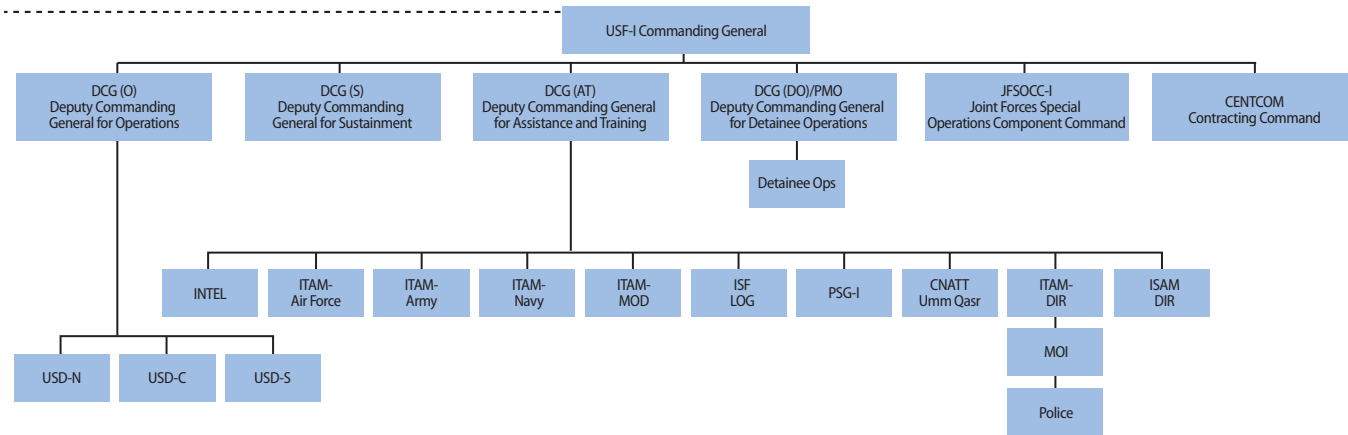 USF-I Commanding General
DCG (O)
Deputy Commanding
General for Operations
DCG (S)
Deputy Commanding
General for Sustainment
DCG (AT)
Deputy Commanding General
for Assistance and Training
DCG (DO)/PMO
Deputy Commanding General
for Detainee Operations
JFSOCC-I
Joint Forces Special
Operations Component Command
CENTCOM
Contracting Command
Detainee Ops
INTEL
ITAM-
Air Force
ITAM-
Army
ITAM-
Navy
ITAM-
MOD
ISF
LOG
PSG-I
CNATT
Umm Qasr
ITAM-
DIR
ISAM
DIR
MOI
Police
USD-N
USD-C
USD-S